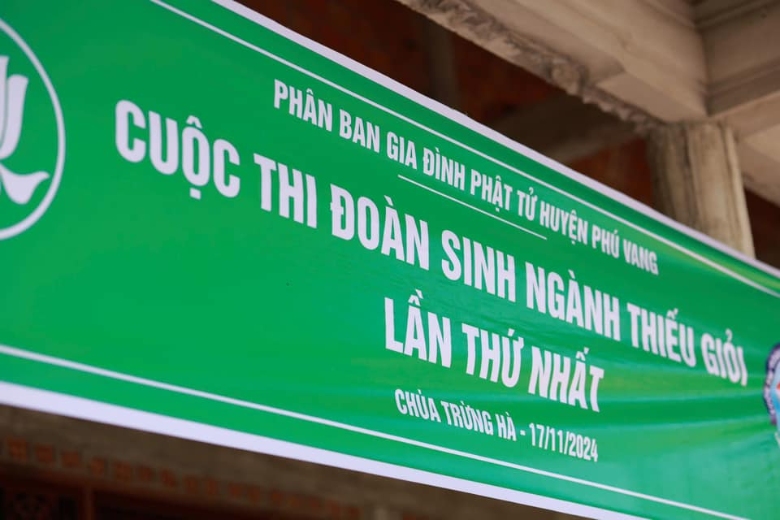 PHÂN BAN GIA ĐÌNH PHẬT TỬ HUYỆN PHÚ VANG
CUỘC THI ĐOÀN SINH NGÀNH THIẾU GIỎI
LẦN THỨ NHẤT
CHÙA TRỪNG HÀ - 17/11/2024